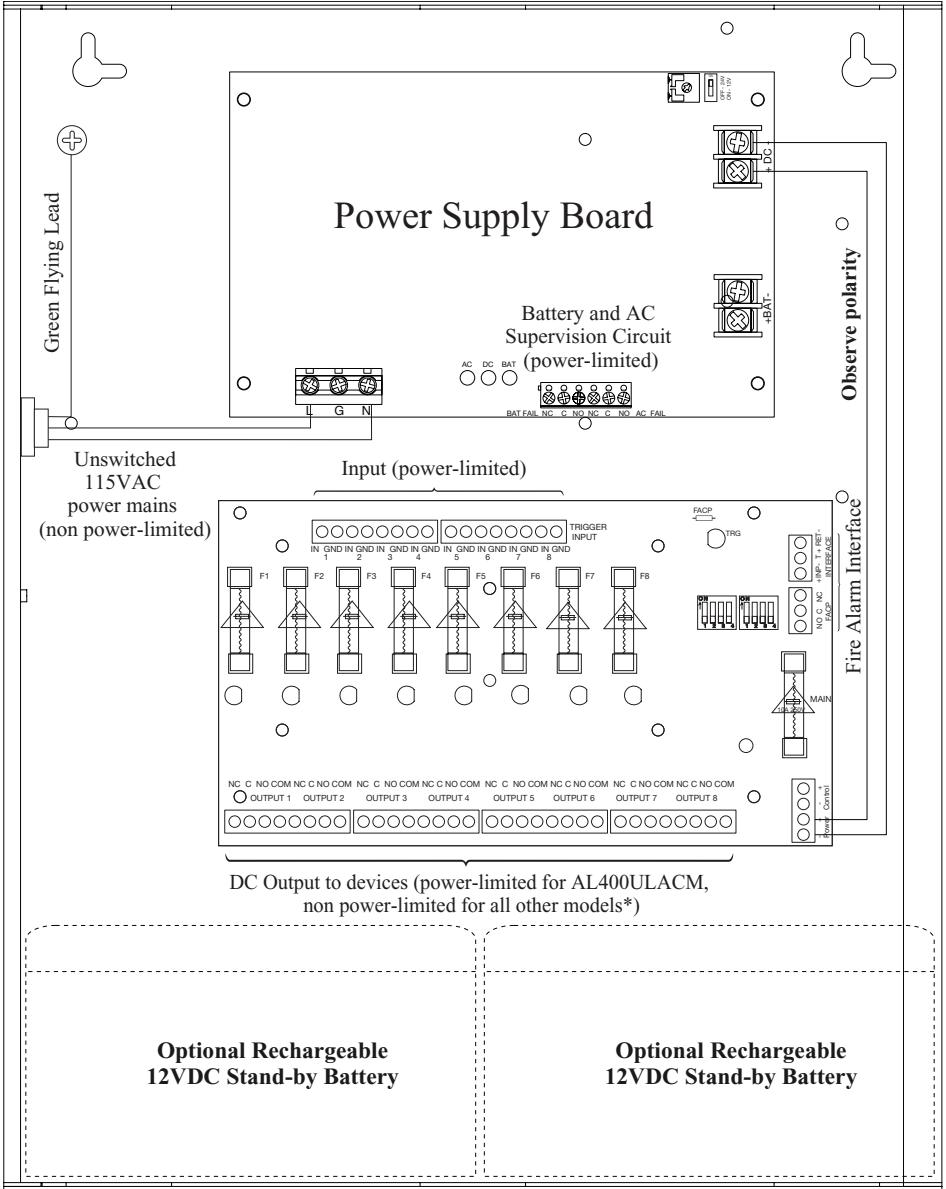 OFF - 24V
ON - 12V
+ DC -
Power Supply Board
Green Flying Lead
+BAT-
Observe polarity
Battery and AC
Supervision Circuit
(power-limited)
AC DC BAT
L G N
BAT FAIL NC C NO NC C NO AC FAIL
Unswitched
115VAC
power mains
(non power-limited)
Input (power-limited)
FACP
TRG
TRIGGER
INPUT
IN GND IN GND IN GND IN GND IN GND IN GND IN GND IN GND
1 2 3 4 5 6 7 8
+INP- T + RET-
INTERFACE
NO C NC
FACP
Fire Alarm Interface
F1 F2 F3 F4 F5 F6 F7 F8
ON ON
1 2 3 4 1 2 3 4
MAIN
10A 250V
NC C NO COM NC C NO COM NC C NO COM NC C NO COM NC C NO COM NC C NO COM NC C NO COM NC C NO COM
OUTPUT 1 OUTPUT 2 OUTPUT 3 OUTPUT 4 OUTPUT 5 OUTPUT 6 OUTPUT 7 OUTPUT 8
- Control +
- Power +
DC Output to devices (power-limited for AL400ULACM,
non power-limited for all other models*)
Optional Rechargeable
12VDC Stand-by Battery
Optional Rechargeable
12VDC Stand-by Battery